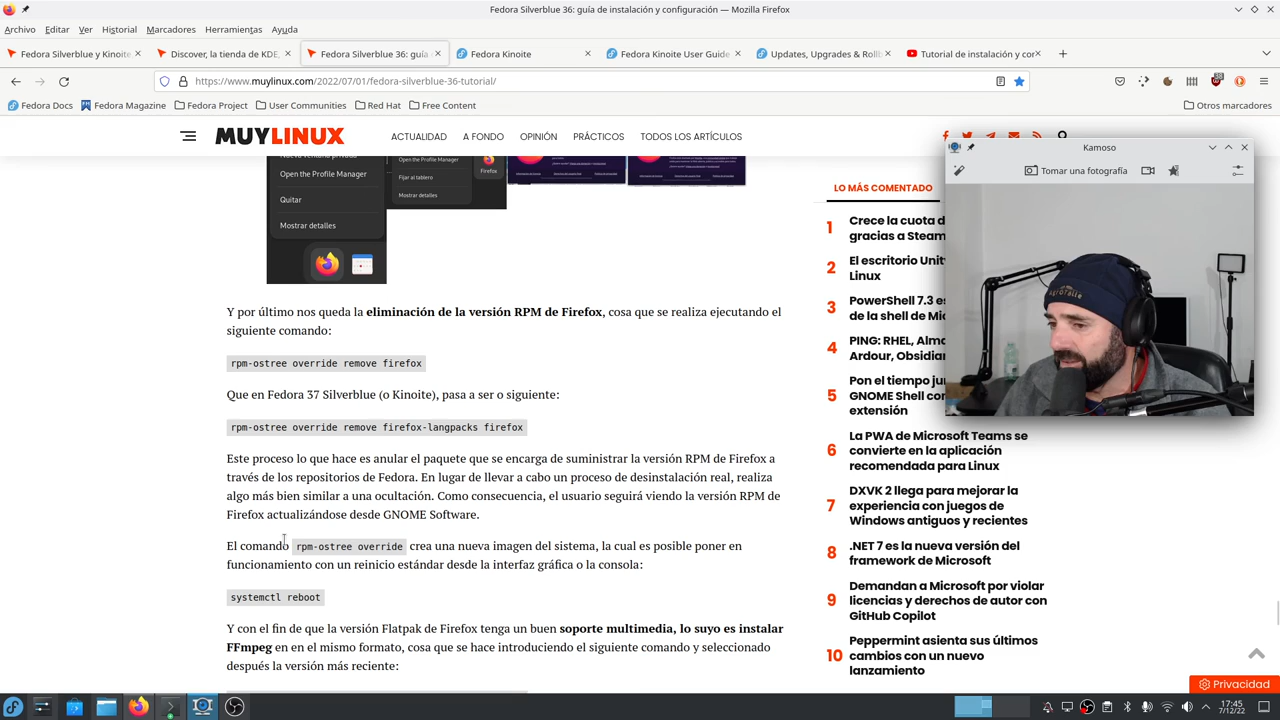 Fedora Silverblue 36: guía de instalación y configuración — Mozilla Firefox
Archivo Editar Ver Historial Marcadores Herramientas Ayuda
Fedora Silverblue y Kinoite,
Discover, la tienda de KDE,
Fedora Silverblue 36: guía
Fedora Kinoite
Fedora Kinoite User Guide
Updates, Upgrades & Rollb
Tutorial de instalación y con
https://www.muylinux.com/2022/07/01/fedora-silverblue-36-tutorial/
Fedora Docs Fedora Magazine Fedora Project User Communities Red Hat Free Content Otros marcadores
MUYLINUX ACTUALIDAD A FONDO OPINIÓN PRÁCTICOS TODOS LOS ARTÍCULOS
Nueva ventana privada
Open the Profile Manager
Quitar
Mostrar detalles
Open the Profile Manager
Fijar al tablero
Mostrar detalles
Firefox
Y por último nos queda la eliminación de la versión RPM de Firefox, cosa que se realiza ejecutando el
siguiente comando:
rpm-ostree override remove firefox
Que en Fedora 37 Silverblue (o Kinoite), pasa a ser o siguiente:
rpm-ostree override remove firefox-langpacks firefox
Este proceso lo que hace es anular el paquete que se encarga de suministrar la versión RPM de Firefox a
través de los repositorios de Fedora. En lugar de llevar a cabo un proceso de desinstalación real, realiza
algo más bien similar a una ocultación. Como consecuencia, el usuario seguirá viendo la versión RPM de
Firefox actualizándose desde GNOME Software.
El comando rpm-ostree override crea una nueva imagen del sistema, la cual es posible poner en
funcionamiento con un reinicio estándar desde la interfaz gráfica o la consola:
systemctl reboot
Y con el fin de que la versión Flatpak de Firefox tenga un buen soporte multimedia, lo suyo es instalar
FFmpeg en en el mismo formato, cosa que se hace introduciendo el siguiente comando y seleccionado
después la versión más reciente:
LO MÁS COMENTADO
1 Crece la cuota d
gracias a Steam
2 El escritorio Unit
Linux
3 PowerShell 7.3 es
de la shell de Mic
4 PING: RHEL, Alma
Ardour, Obsidian
5 Pon el tiempo jun
GNOME Shell con
extensión
6 La PWA de Microsoft Teams se
convierte en la aplicación
recomendada para Linux
7 DXVK 2 llega para mejorar la
experiencia con juegos de
Windows antiguos y recientes
8 .NET 7 es la nueva versión del
framework de Microsoft
9 Demandan a Microsoft por violar
licencias y derechos de autor con
GitHub Copilot
10 Peppermint asienta sus últimos
cambios con un nuevo
lanzamiento
Kamoso
Tomar una fotografía
Privacidad
17:45
7/12/22